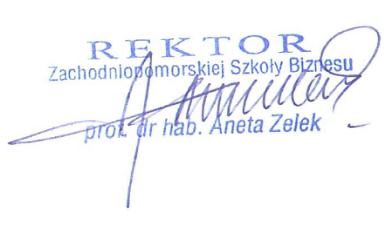 REKTOR
Zachodniopomorskiej Szkoły Biznesu
prof. dr hab. Aneta Zelek